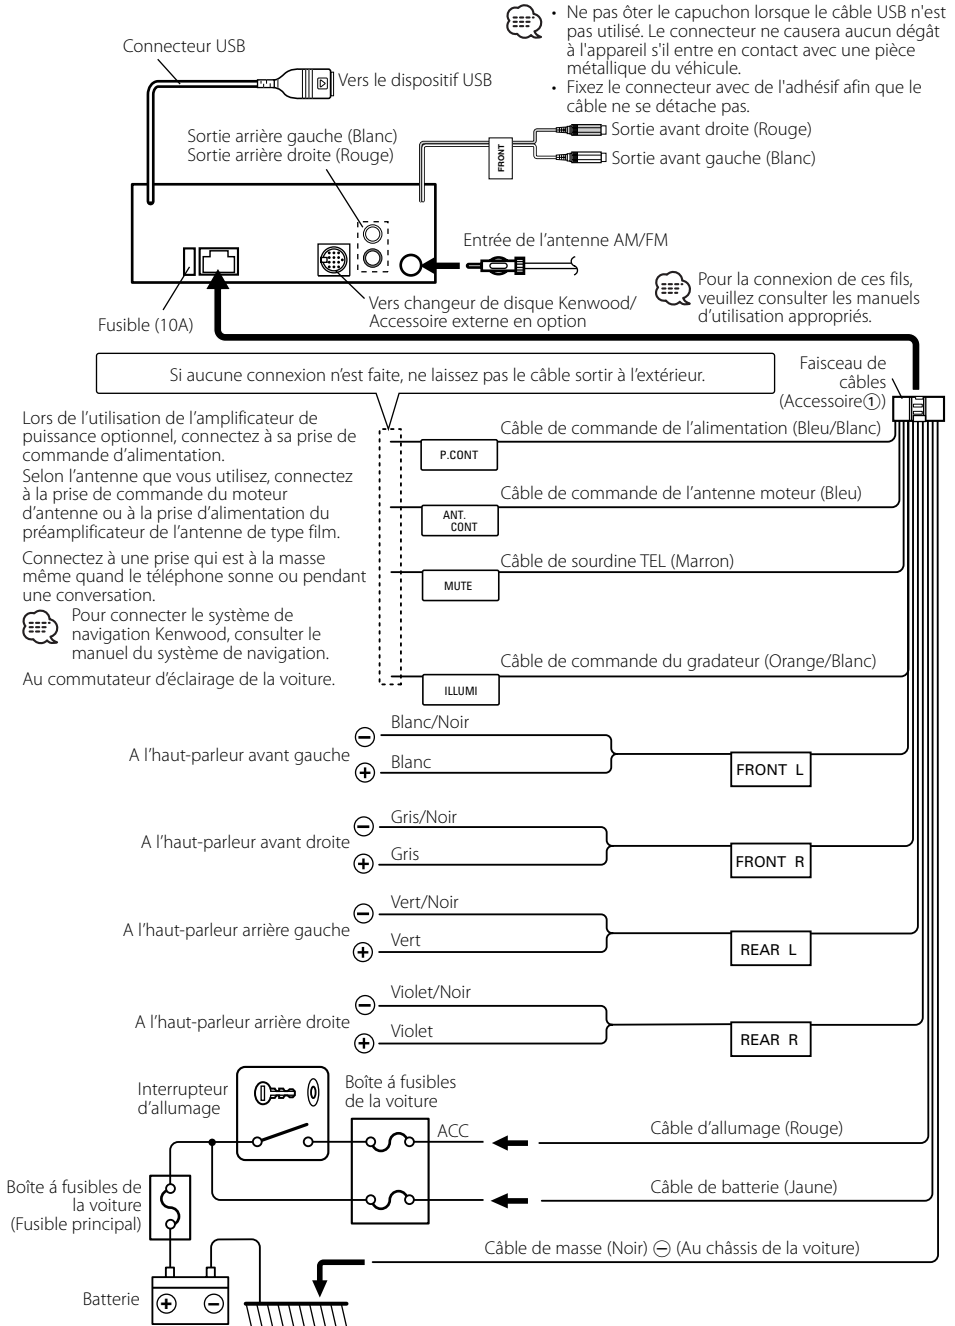 • Ne pas ôter le capuchon lorsque le câble USB n'est
pas utilisé. Le connecteur ne causera aucun dégât
à l'appareil s'il entre en contact avec une pièce
métallique du véhicule.
• Fixez le connecteur avec de l'adhésif afin que le
câble ne se détache pas.
Connecteur USB
Vers le dispositif USB
Sortie arrière gauche (Blanc)
Sortie arrière droite (Rouge)
FRONT
Sortie avant droite (Rouge)
Sortie avant gauche (Blanc)
Entrée de l'antenne AM/FM
Vers changeur de disque Kenwood/
Accessoire externe en option
Fusible (10A)
Pour la connexion de ces fils,
veuillez consulter les manuels
d'utilisation appropriés.
Si aucune connexion n'est faite, ne laissez pas le câble sortir à l'extérieur.
Faisceau de
câbles
(Accessoire①)
Lors de l'utilisation de l'amplificateur de
puissance optionnel, connectez à sa prise de
commande d'alimentation.
Câble de commande de l'alimentation (Bleu/Blanc)
P.CONT
Selon l'antenne que vous utilisez, connectez
à la prise de commande du moteur
d'antenne ou à la prise d'alimentation du
préamplificateur de l'antenne de type film.
Câble de commande de l'antenne moteur (Bleu)
ANT.
CONT
Connectez à une prise qui est à la masse
même quand le téléphone sonne ou pendant
une conversation.
Câble de sourdine TEL (Marron)
MUTE
Pour connecter le système de
navigation Kenwood, consulter le
manuel du système de navigation.
Au commutateur d'éclairage de la voiture.
Câble de commande du gradateur (Orange/Blanc)
ILLUMI
A l'haut-parleur avant gauche
⊖ Blanc/Noir
⊕ Blanc
FRONT L
A l'haut-parleur avant droite
⊖ Gris/Noir
⊕ Gris
FRONT R
A l'haut-parleur arrière gauche
⊖ Vert/Noir
⊕ Vert
REAR L
A l'haut-parleur arrière droite
⊖ Violet/Noir
⊕ Violet
REAR R
Interrupteur
d'allumage
Boîte á fusibles
de la voiture
ACC
Câble d'allumage (Rouge)
Câble de batterie (Jaune)
Boîte á fusibles de
la voiture
(Fusible principal)
Câble de masse (Noir) ⊖ (Au châssis de la voiture)
Batterie
⊕ ⊖